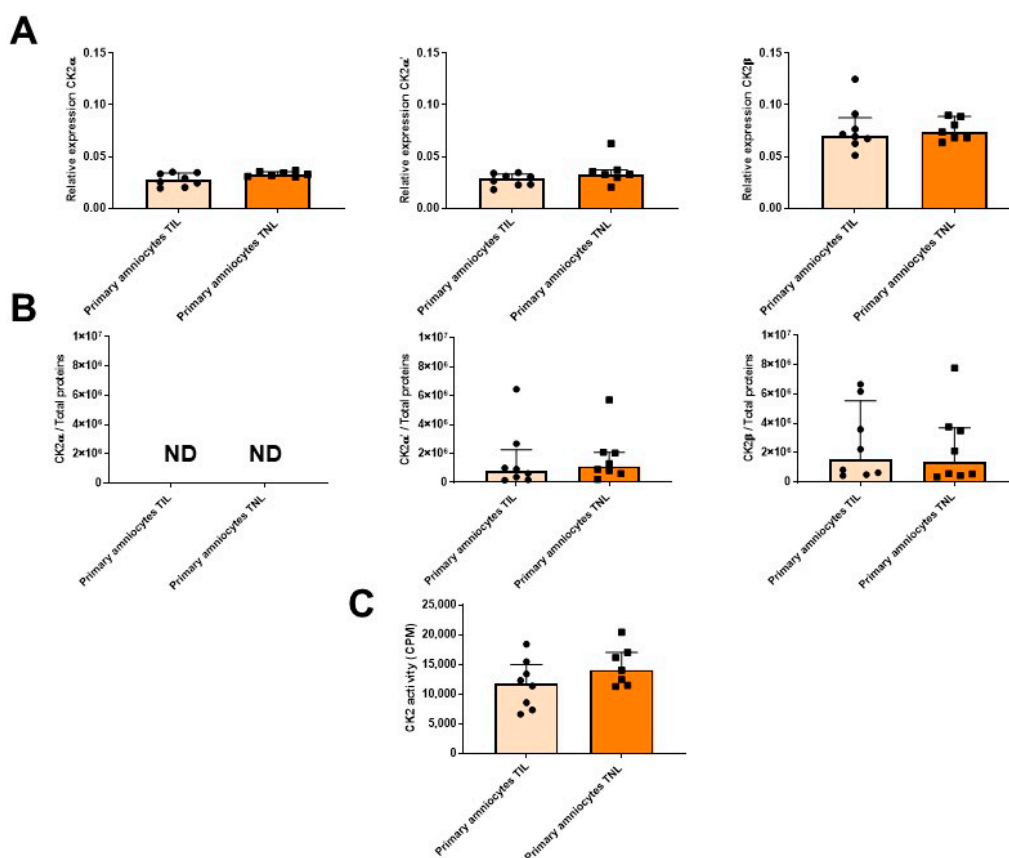 A
Relative expression CK2α
0.15
0.10
0.05
0.00
Primary amniocytes TIL
Primary amniocytes TNL
Relative expression CK2α'
0.15
0.10
0.05
0.00
Primary amniocytes TIL
Primary amniocytes TNL
Relative expression CK2β
0.15
0.10
0.05
0.00
Primary amniocytes TIL
Primary amniocytes TNL
B
CK2α / Total proteins
1×10⁷
8×10⁶
6×10⁶
4×10⁶
2×10⁶
0
ND
ND
Primary amniocytes TIL
Primary amniocytes TNL
CK2α' / Total proteins
1×10⁷
8×10⁶
6×10⁶
4×10⁶
2×10⁶
0
Primary amniocytes TIL
Primary amniocytes TNL
CK2β / Total proteins
1×10⁷
8×10⁶
6×10⁶
4×10⁶
2×10⁶
0
Primary amniocytes TIL
Primary amniocytes TNL
C
CK2 activity (CPM)
25,000
20,000
15,000
10,000
5,000
0
Primary amniocytes TIL
Primary amniocytes TNL